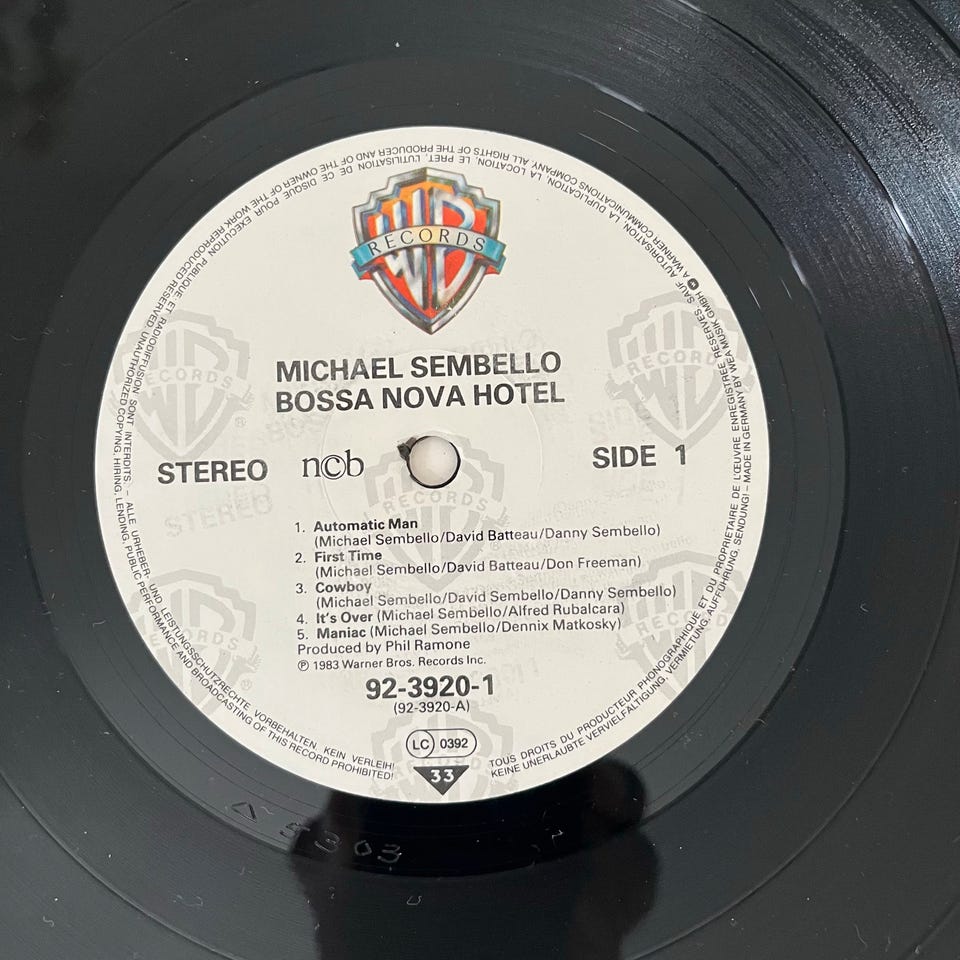 WB
RECORDS
MICHAEL SEMBELLO
BOSSA NOVA HOTEL
STEREO
ncb
SIDE 1
1. Automatic Man
(Michael Sembello/David Batteau/Danny Sembello)
2. First Time
(Michael Sembello/David Batteau/Don Freeman)
3. Cowboy
(Michael Sembello/David Sembello/Danny Sembello)
4. It's Over (Michael Sembello/Alfred Rubalcara)
5. Maniac (Michael Sembello/Dennix Matkosky)
Produced by Phil Ramone
℗ 1983 Warner Bros. Records Inc.
92-3920-1
(92-3920-A)
LC 0392
33
ALLE URHEBER- UND LEISTUNGSSCHUTZRECHTE VORBEHALTEN. KEIN VERLEIH!
KEINE UNERLAUBTE VERVIELFÄLTIGUNG, VERMIETUNG, AUFFÜHRUNG, SENDUNG! – MADE IN GERMANY BY WEA MUSIK GMBH A WARNER COMMUNICATIONS COMPANY. ALL RIGHTS OF THE PRODUCER AND OF THE OWNER OF THE WORK REPRODUCED RESERVED. UNAUTHORIZED COPYING, HIRING, LENDING, PUBLIC PERFORMANCE AND BROADCASTING OF THIS RECORD PROHIBITED!
TOUS DROITS DU PRODUCTEUR PHONOGRAPHIQUE ET DU PROPRIETAIRE DE L'ŒUVRE ENREGISTREE RESERVES. SAUF AUTORISATION, LA DUPLICATION, LA LOCATION, LE PRET, L'UTILISATION DE CE DISQUE POUR EXECUTION PUBLIQUE ET RADIODIFFUSION SONT INTERDITS. –
5303